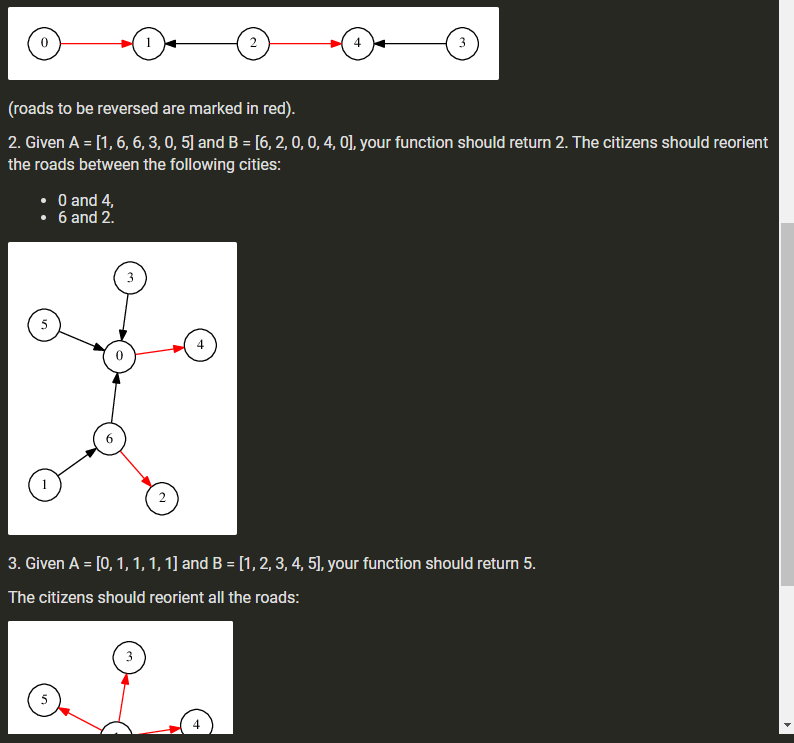 0 1 2 4 3
(roads to be reversed are marked in red).
2. Given A = [1, 6, 6, 3, 0, 5] and B = [6, 2, 0, 0, 4, 0], your function should return 2. The citizens should reorient
the roads between the following cities:
• 0 and 4,
• 6 and 2.
3
5
4
0
6
1
2
3. Given A = [0, 1, 1, 1, 1] and B = [1, 2, 3, 4, 5], your function should return 5.
The citizens should reorient all the roads:
3
5
4